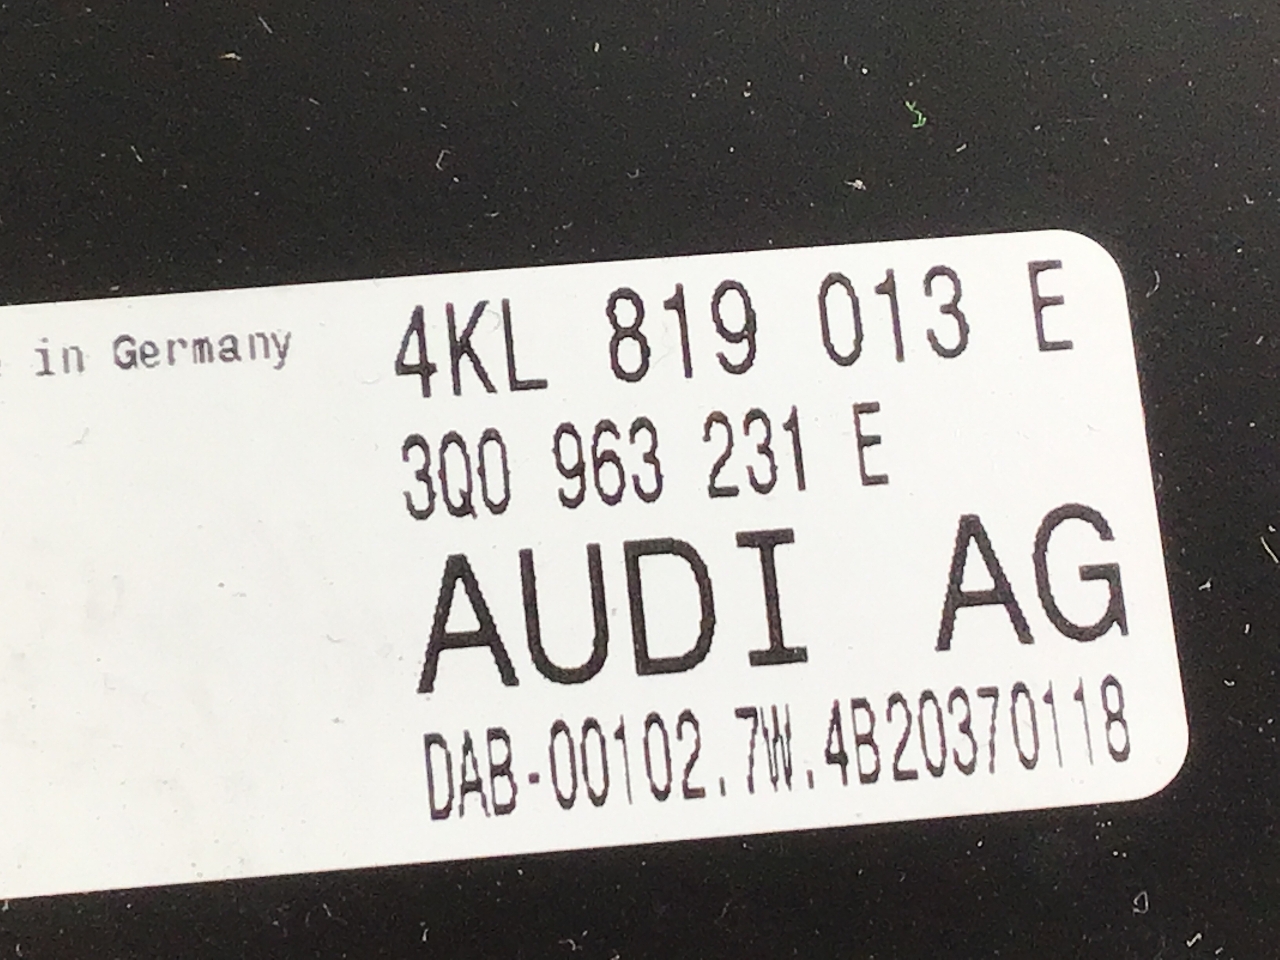 in Germany
4KL 819 013 E
3Q0 963 231 E
AUDI AG
DAB-00102.7W.4B20370118